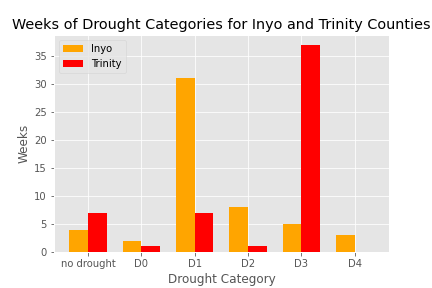 Weeks of Drought Categories for Inyo and Trinity Counties
Inyo
Trinity
35
30
25
20
15
10
5
0
Weeks
no drought D0 D1 D2 D3 D4
Drought Category